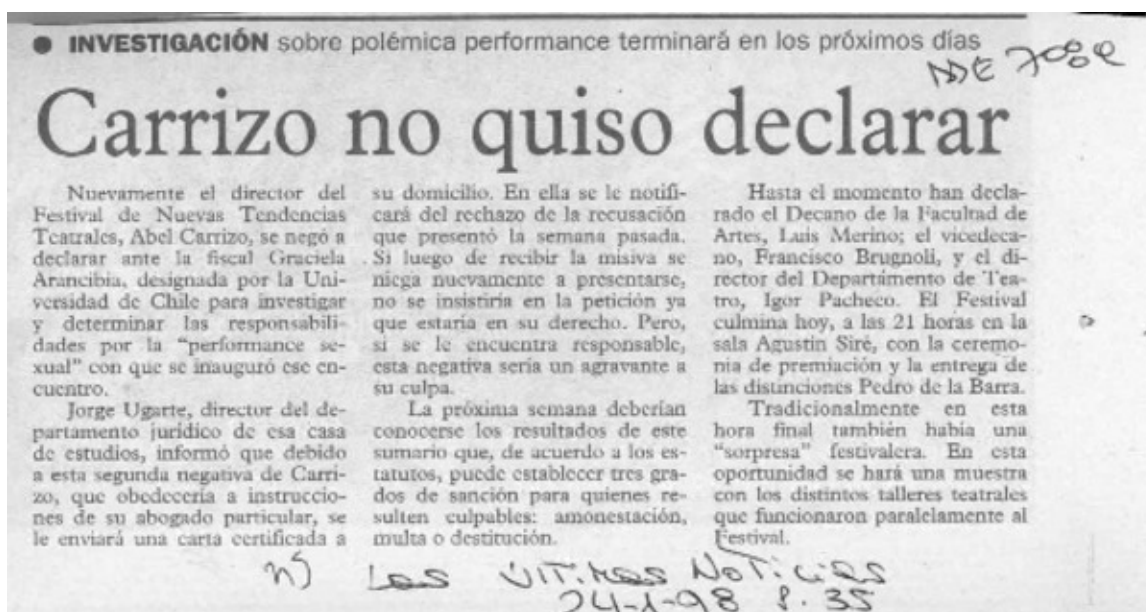 ● INVESTIGACIÓN sobre polémica performance terminará en los próximos días
Carrizo no quiso declarar
Nuevamente el director del
Festival de Nuevas Tendencias
Teatrales, Abel Carrizo, se negó a
declarar ante la fiscal Graciela
Arancibia, designada por la Uni-
versidad de Chile para investigar
y determinar las responsabili-
dades por la "performance se-
xual" con que se inauguró ese en-
cuentro.
Jorge Ugarte, director del de-
partamento jurídico de esa casa
de estudios, informó que debido
a esta segunda negativa de Carri-
zo, que obedecería a instruccio-
nes de su abogado particular, se
le enviará una carta certificada a
su domicilio. En ella se le notifi-
cará del rechazo de la recusación
que presentó la semana pasada.
Si luego de recibir la misiva se
niega nuevamente a presentarse,
no se insistiría en la petición ya
que estaría en su derecho. Pero,
si se le encuentra responsable,
esta negativa sería un agravante a
su culpa.
La próxima semana deberían
conocerse los resultados de este
sumario que, de acuerdo a los es-
tatutos, puede establecer tres gra-
dos de sanción para quienes re-
sulten culpables: amonestación,
multa o destitución.
Hasta el momento han decla-
rado el Decano de la Facultad de
Artes, Luis Merino; el vicedeca-
no, Francisco Brugnoli, y el di-
rector del Departamento de Tea-
tro, Igor Pacheco. El Festival
culmina hoy, a las 21 horas en la
sala Agustín Siré, con la ceremo-
nia de premiación y la entrega de
las distinciones Pedro de la Barra.
Tradicionalmente en esta
hora final también había una
"sorpresa" festivalera. En esta
oportunidad se hará una muestra
con los distintos talleres teatrales
que funcionaron paralelamente al
Festival.
Las ÚLTIMAS NOTICIAS
24-1-98 P. 35